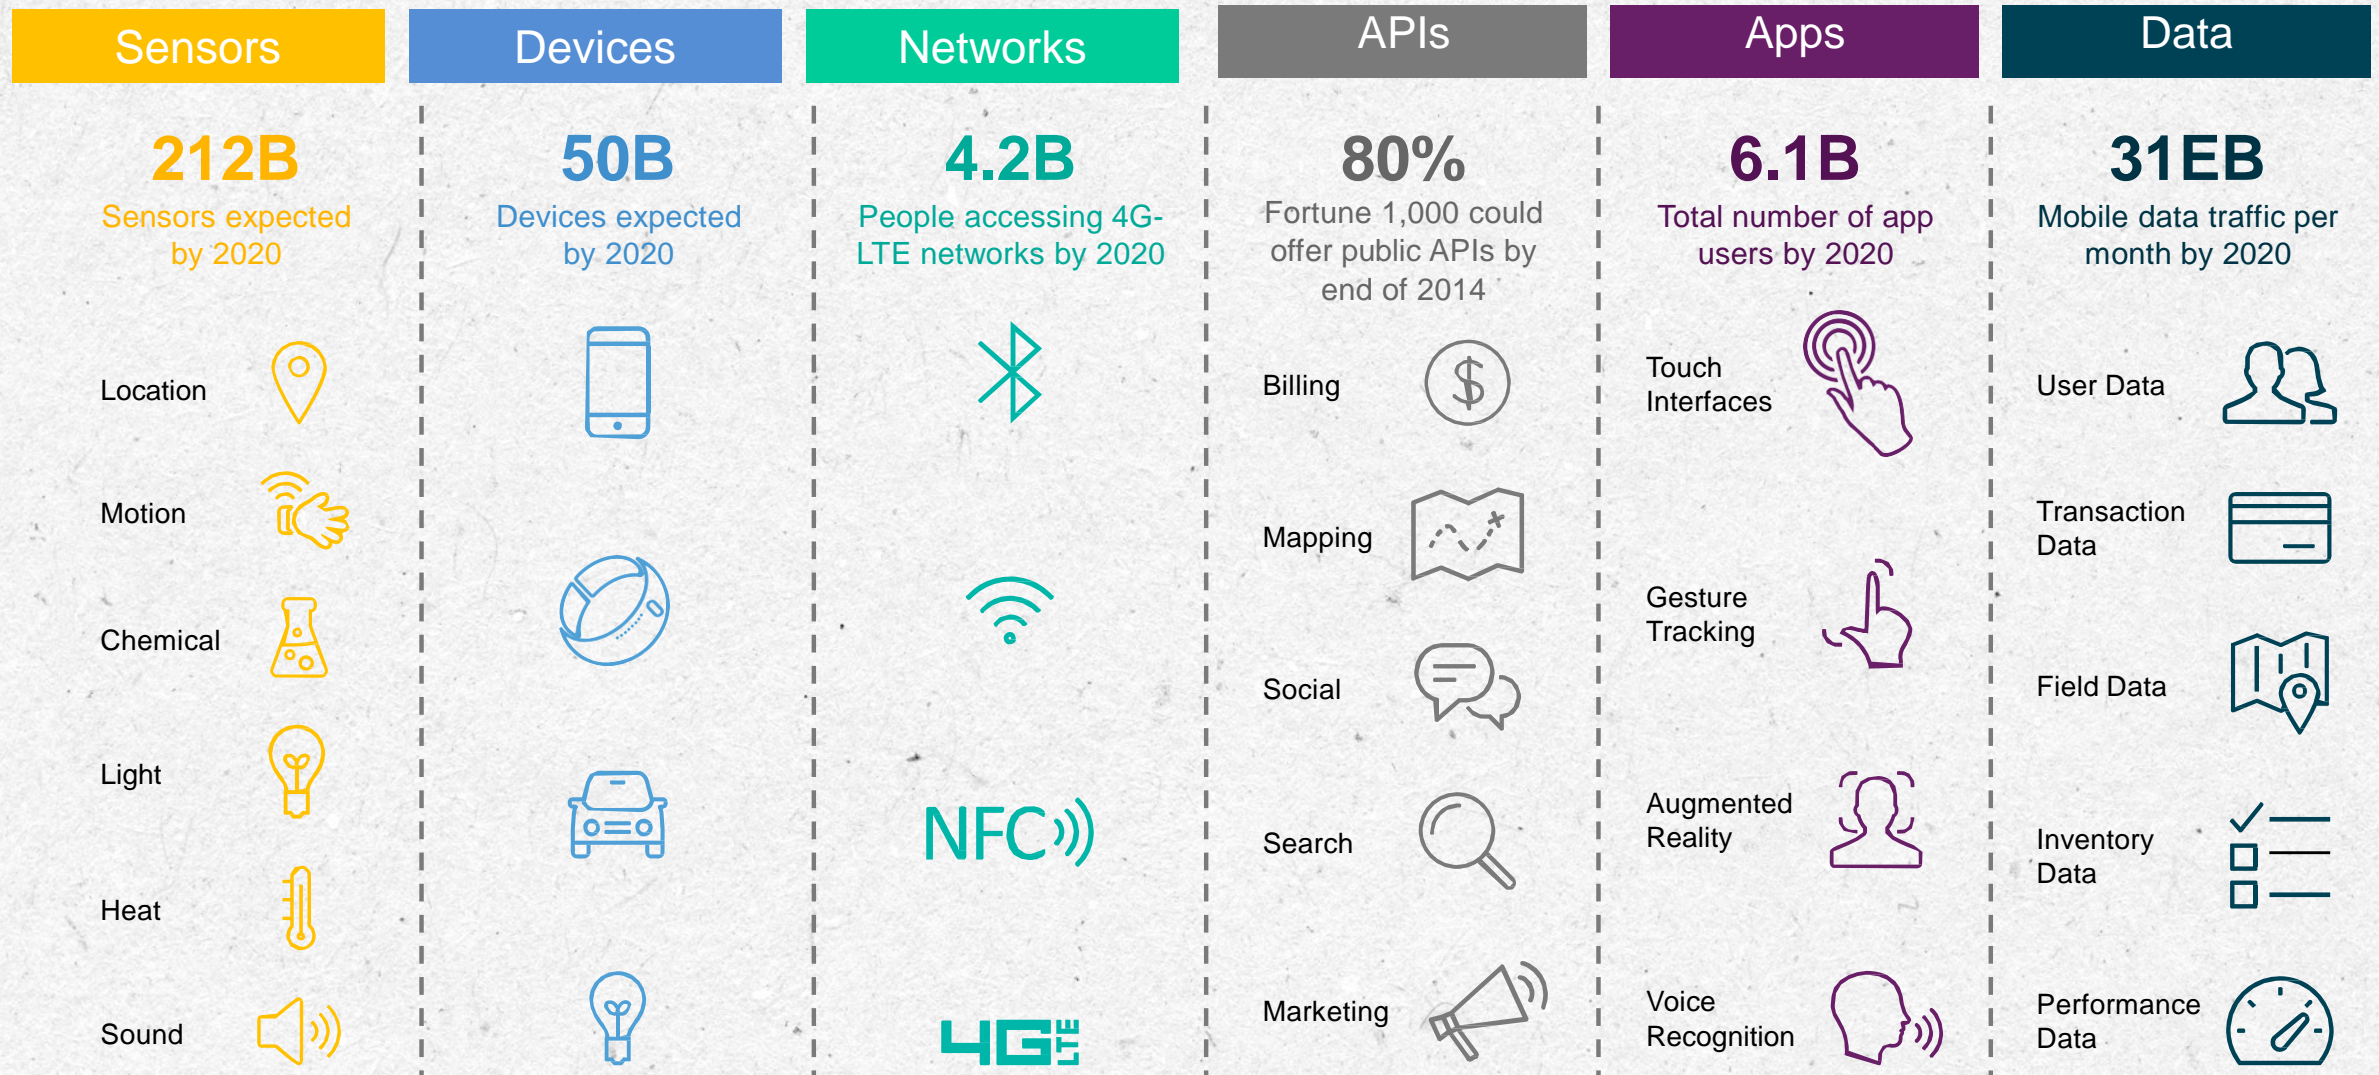 Sensors
212B
Sensors expected
by 2020
Location
Motion
Chemical
Light
Heat
Sound
Devices
50B
Devices expected
by 2020
Networks
4.2B
People accessing 4G-
LTE networks by 2020
NFC
4G LTE
APIs
80%
Fortune 1,000 could
offer public APIs by
end of 2014
Billing
Mapping
Social
Search
Marketing
Apps
6.1B
Total number of app
users by 2020
Touch
Interfaces
Gesture
Tracking
Augmented
Reality
Voice
Recognition
Data
31EB
Mobile data traffic per
month by 2020
User Data
Transaction
Data
Field Data
Inventory
Data
Performance
Data